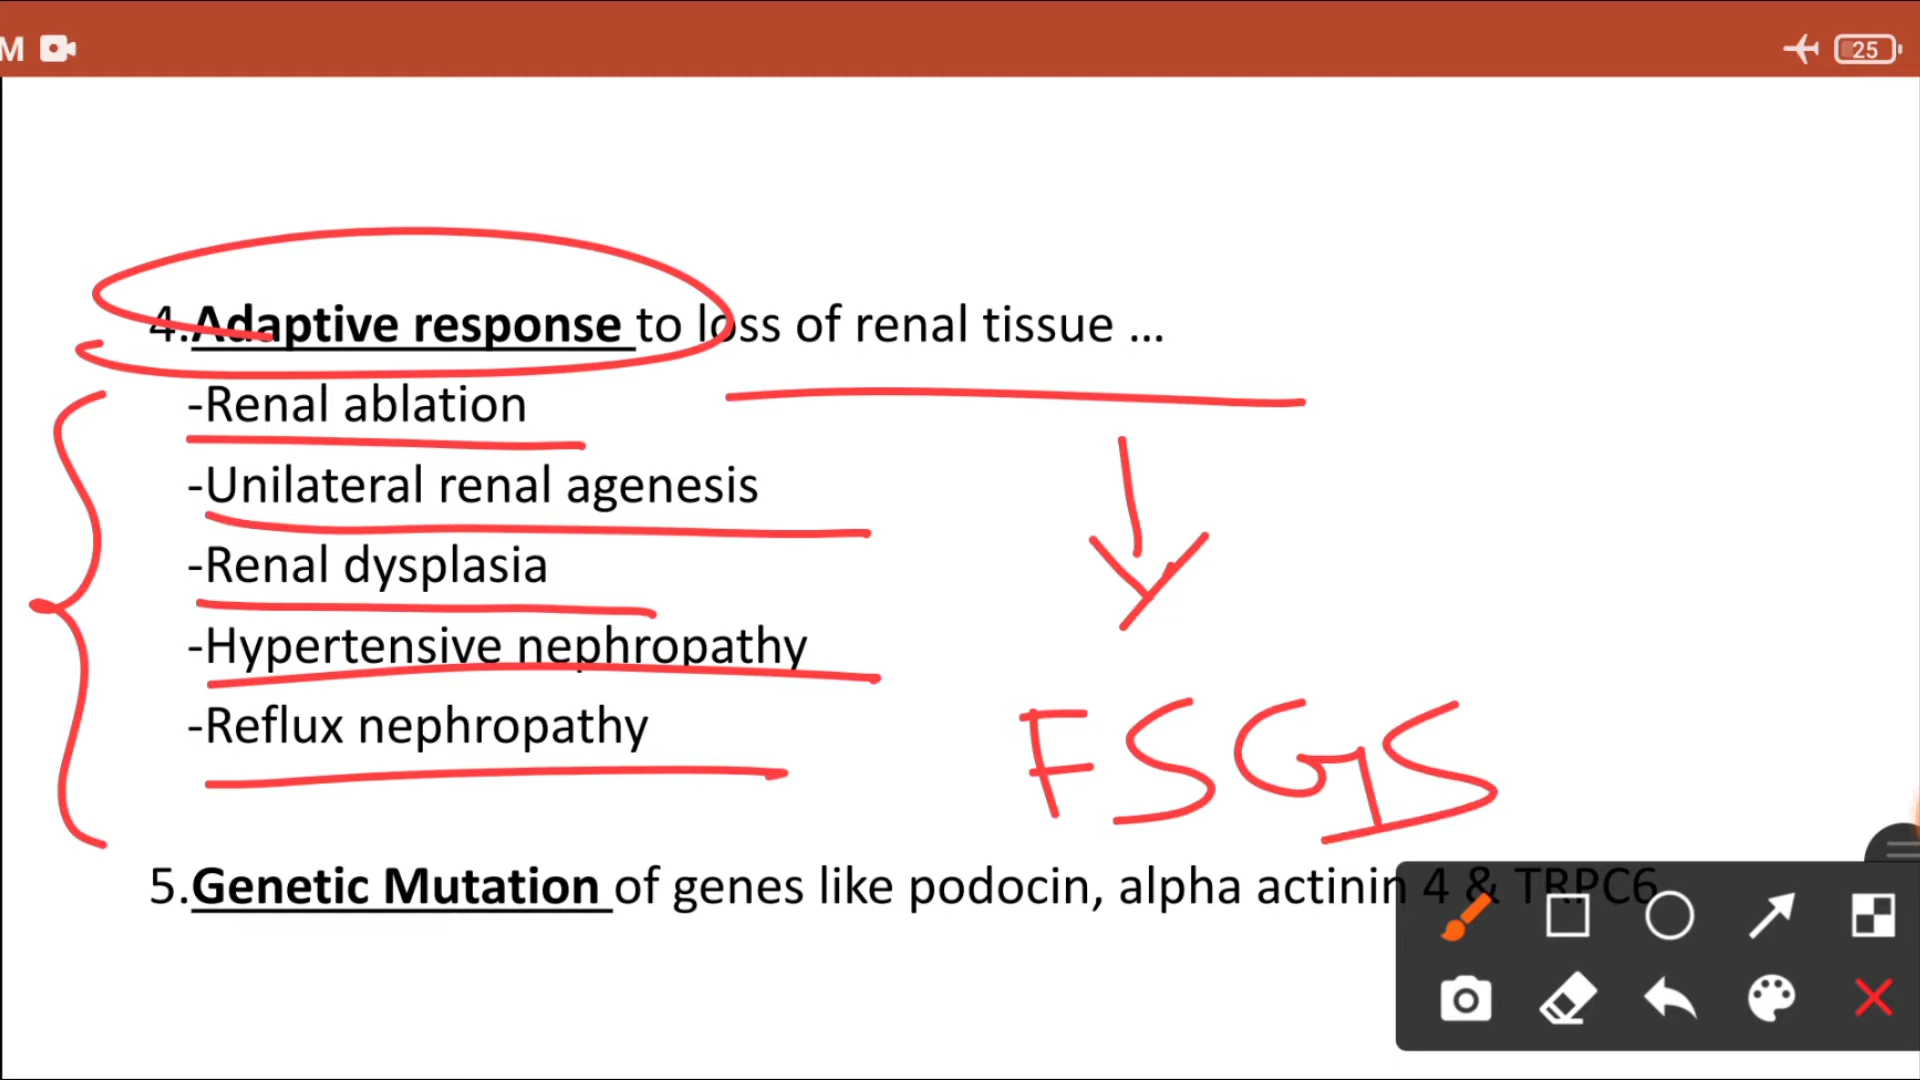 M
25
4.Adaptive response to loss of renal tissue ...
-Renal ablation
-Unilateral renal agenesis
-Renal dysplasia
-Hypertensive nephropathy
-Reflux nephropathy
FSGS
5.Genetic Mutation of genes like podocin, alpha actinin 4 & TRPC6